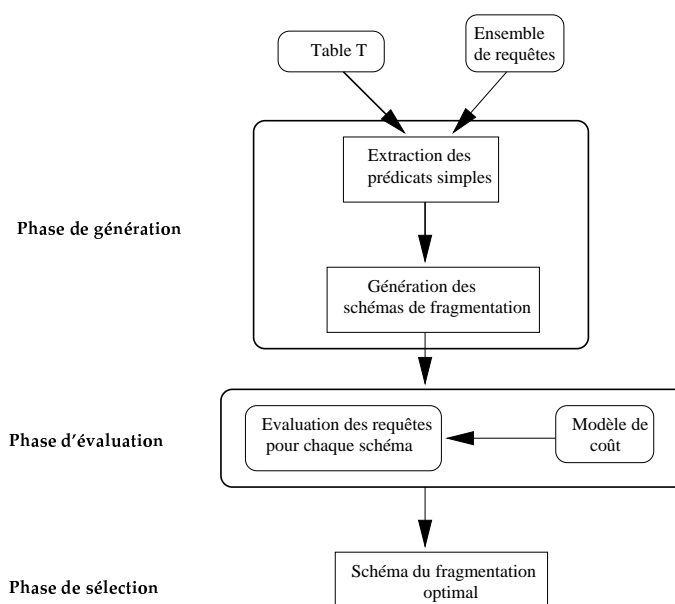 Table T
Ensemble
de requêtes
Extraction des
prédicats simples
Phase de génération
Génération des
schémas de fragmentation
Phase d'évaluation
Evaluation des requêtes
pour chaque schéma
Modèle de
coût
Phase de sélection
Schéma du fragmentation
optimal